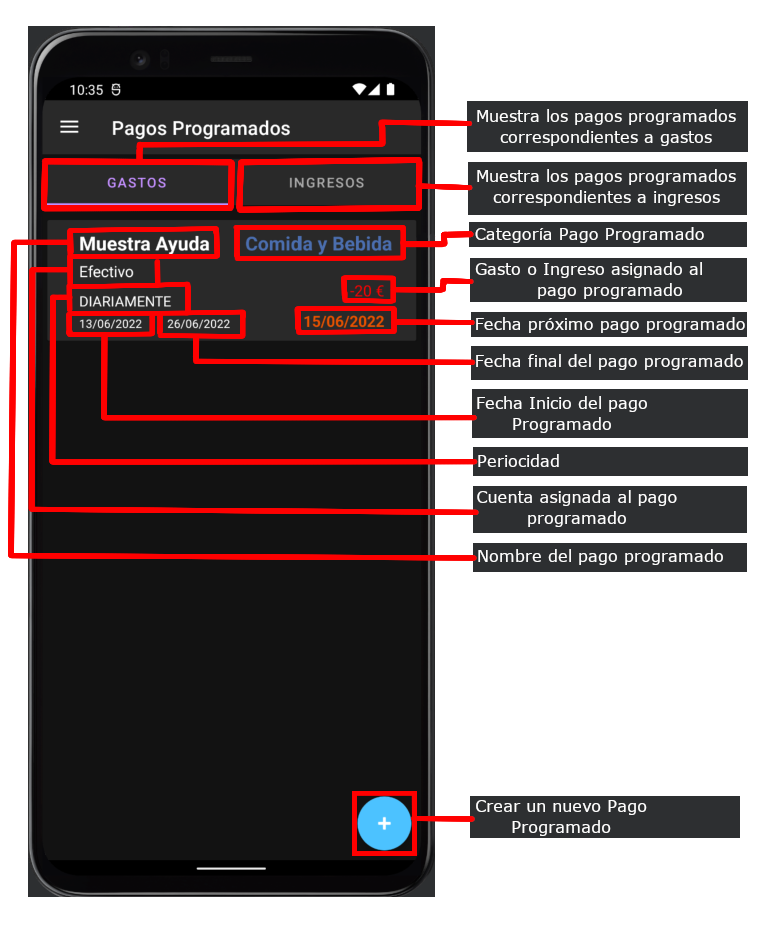 10:35
Pagos Programados
GASTOS
INGRESOS
Muestra Ayuda
Comida y Bebida
Efectivo
-20 €
DIARIAMENTE
13/06/2022
26/06/2022
15/06/2022
+
Muestra los pagos programados
correspondientes a gastos
Muestra los pagos programados
correspondientes a ingresos
Categoría Pago Programado
Gasto o Ingreso asignado al
pago programado
Fecha próximo pago programado
Fecha final del pago programado
Fecha Inicio del pago
Programado
Periocidad
Cuenta asignada al pago
programado
Nombre del pago programado
Crear un nuevo Pago
Programado